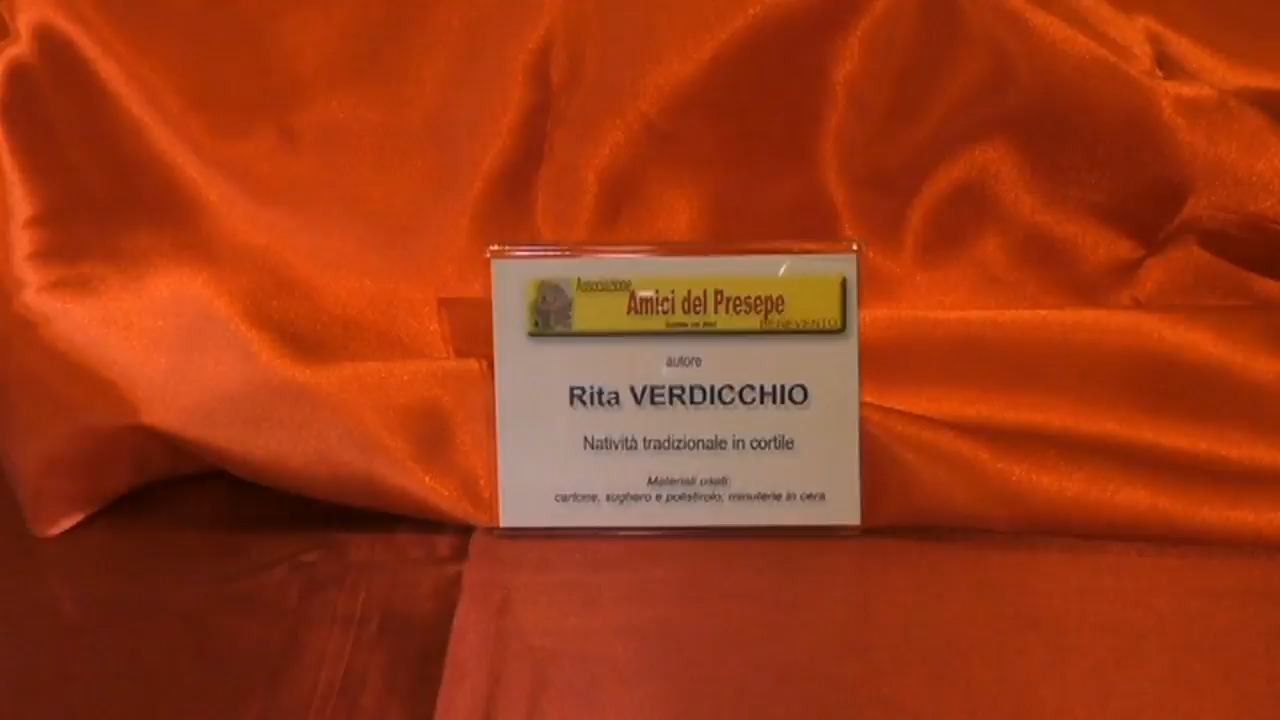 Associazione
Amici del Presepe
BENEVENTO
autore
Rita VERDICCHIO
Natività tradizionale in cortile
Materiali usati:
cartone, sughero e polistirolo; minuterie in cera